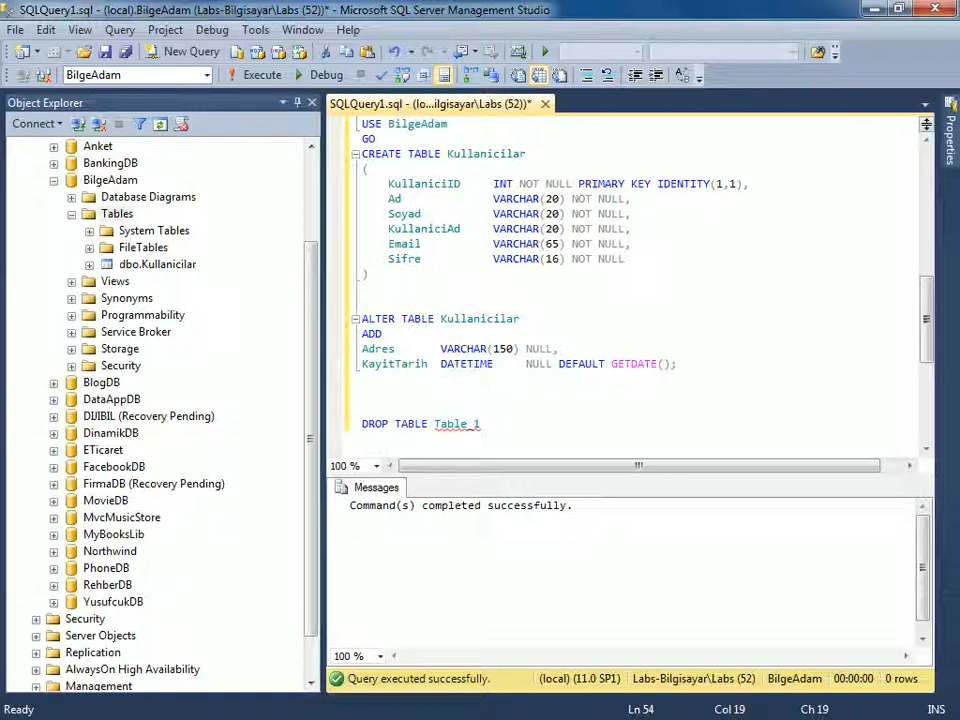 SQLQuery1.sql - (local).BilgeAdam (Labs-Bilgisayar\Labs (52))* - Microsoft SQL Server Management Studio
File Edit View Query Project Debug Tools Window Help
New Query
BilgeAdam Execute Debug
Object Explorer
Connect
Anket
BankingDB
BilgeAdam
Database Diagrams
Tables
System Tables
FileTables
dbo.Kullanicilar
Views
Synonyms
Programmability
Service Broker
Storage
Security
BlogDB
DataAppDB
DIJIBIL (Recovery Pending)
DinamikDB
ETicaret
FacebookDB
FirmaDB (Recovery Pending)
MovieDB
MvcMusicStore
MyBooksLib
Northwind
PhoneDB
RehberDB
YusufcukDB
Security
Server Objects
Replication
AlwaysOn High Availability
Management
SQLQuery1.sql - (lo...ilgisayar\Labs (52))*
USE BilgeAdam
GO
CREATE TABLE Kullanicilar
(
KullaniciID INT NOT NULL PRIMARY KEY IDENTITY(1,1),
Ad VARCHAR(20) NOT NULL,
Soyad VARCHAR(20) NOT NULL,
KullaniciAd VARCHAR(20) NOT NULL,
Email VARCHAR(65) NOT NULL,
Sifre VARCHAR(16) NOT NULL
)
ALTER TABLE Kullanicilar
ADD
Adres VARCHAR(150) NULL,
KayitTarih DATETIME NULL DEFAULT GETDATE();
DROP TABLE Table_1
100 %
Messages
Command(s) completed successfully.
100 %
Query executed successfully. (local) (11.0 SP1) Labs-Bilgisayar\Labs (52) BilgeAdam 00:00:00 0 rows
Properties
Ready Ln 54 Col 19 Ch 19 INS